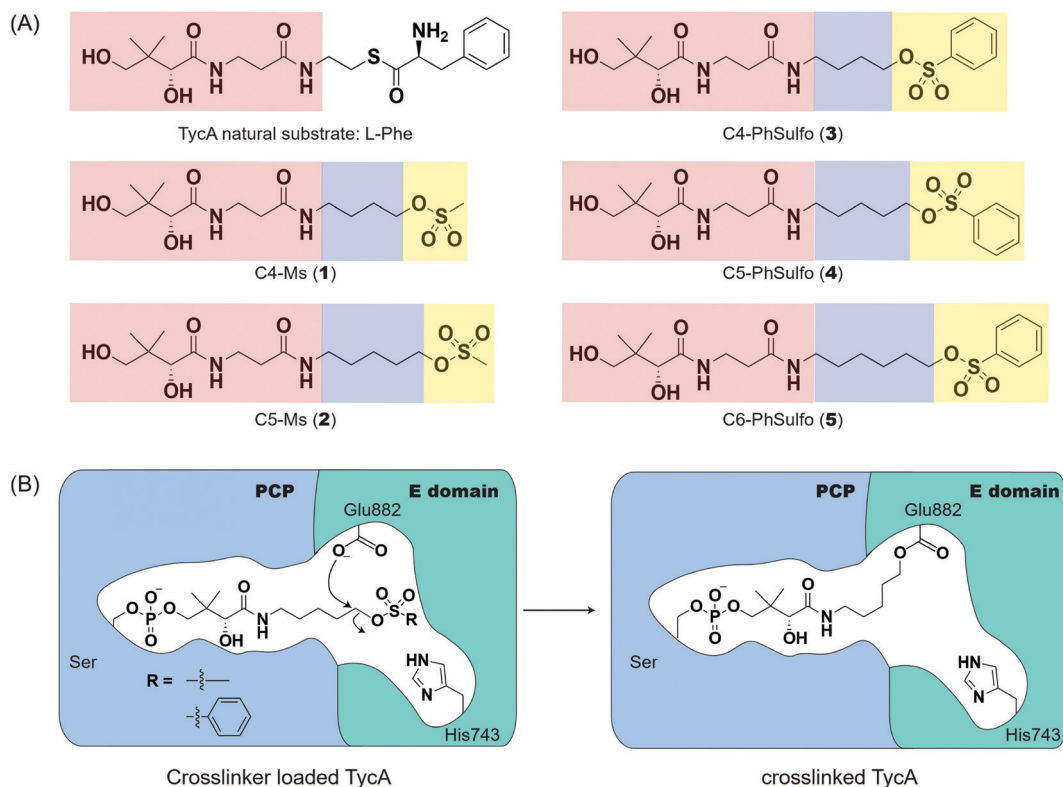 (A)
HO
OH
O
N
H
O
N
H
S
O
NH₂
TycA natural substrate: L-Phe
HO
OH
O
N
H
O
N
H
O
S
O O
C4-PhSulfo (3)
HO
OH
O
N
H
O
N
H
O
S
O O
C4-Ms (1)
HO
OH
O
N
H
O
N
H
O
O O
S
C5-PhSulfo (4)
HO
OH
O
N
H
O
N
H
O
O O
S
C5-Ms (2)
HO
OH
O
N
H
O
N
H
O
S
O O
C6-PhSulfo (5)
(B)
PCP
E domain
Glu882
O
−
O
O
−
O
P
O
O
OH
O
N
H
O
O O
S
R
Ser
R =
HN
N
His743
Crosslinker loaded TycA
PCP
E domain
Glu882
O
O
O
−
O
P
O
O
OH
O
N
H
Ser
HN
N
His743
crosslinked TycA